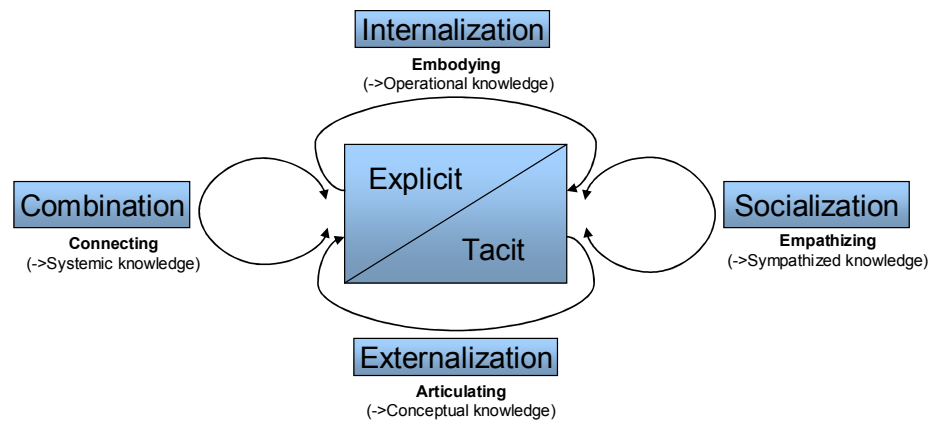 Internalization
Embodying
(->Operational knowledge)
Explicit
Tacit
Combination
Connecting
(->Systemic knowledge)
Socialization
Empathizing
(->Sympathized knowledge)
Externalization
Articulating
(->Conceptual knowledge)